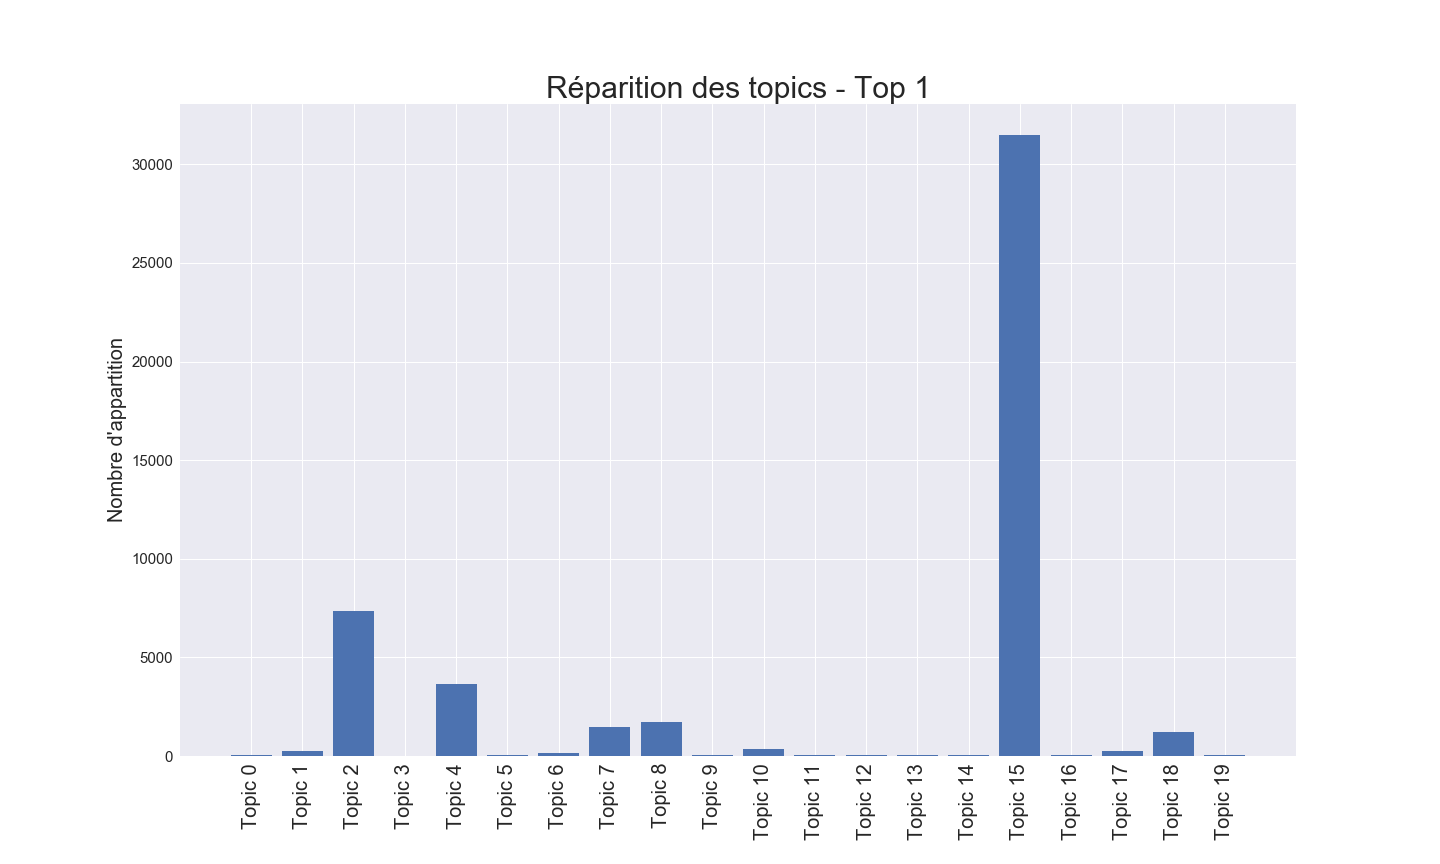 Réparition des topics - Top 1
Nombre d'appartition
30000
25000
20000
15000
10000
5000
0
Topic 0
Topic 1
Topic 2
Topic 3
Topic 4
Topic 5
Topic 6
Topic 7
Topic 8
Topic 9
Topic 10
Topic 11
Topic 12
Topic 13
Topic 14
Topic 15
Topic 16
Topic 17
Topic 18
Topic 19